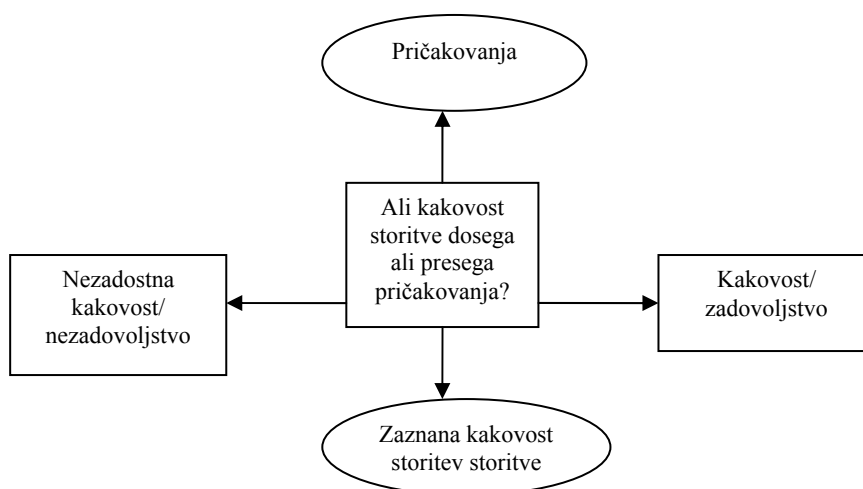 Pričakovanja
Ali kakovost
storitve dosega
ali presega
pričakovanja?
Nezadostna
kakovost/
nezadovoljstvo
Kakovost/
zadovoljstvo
Zaznana kakovost
storitev storitve